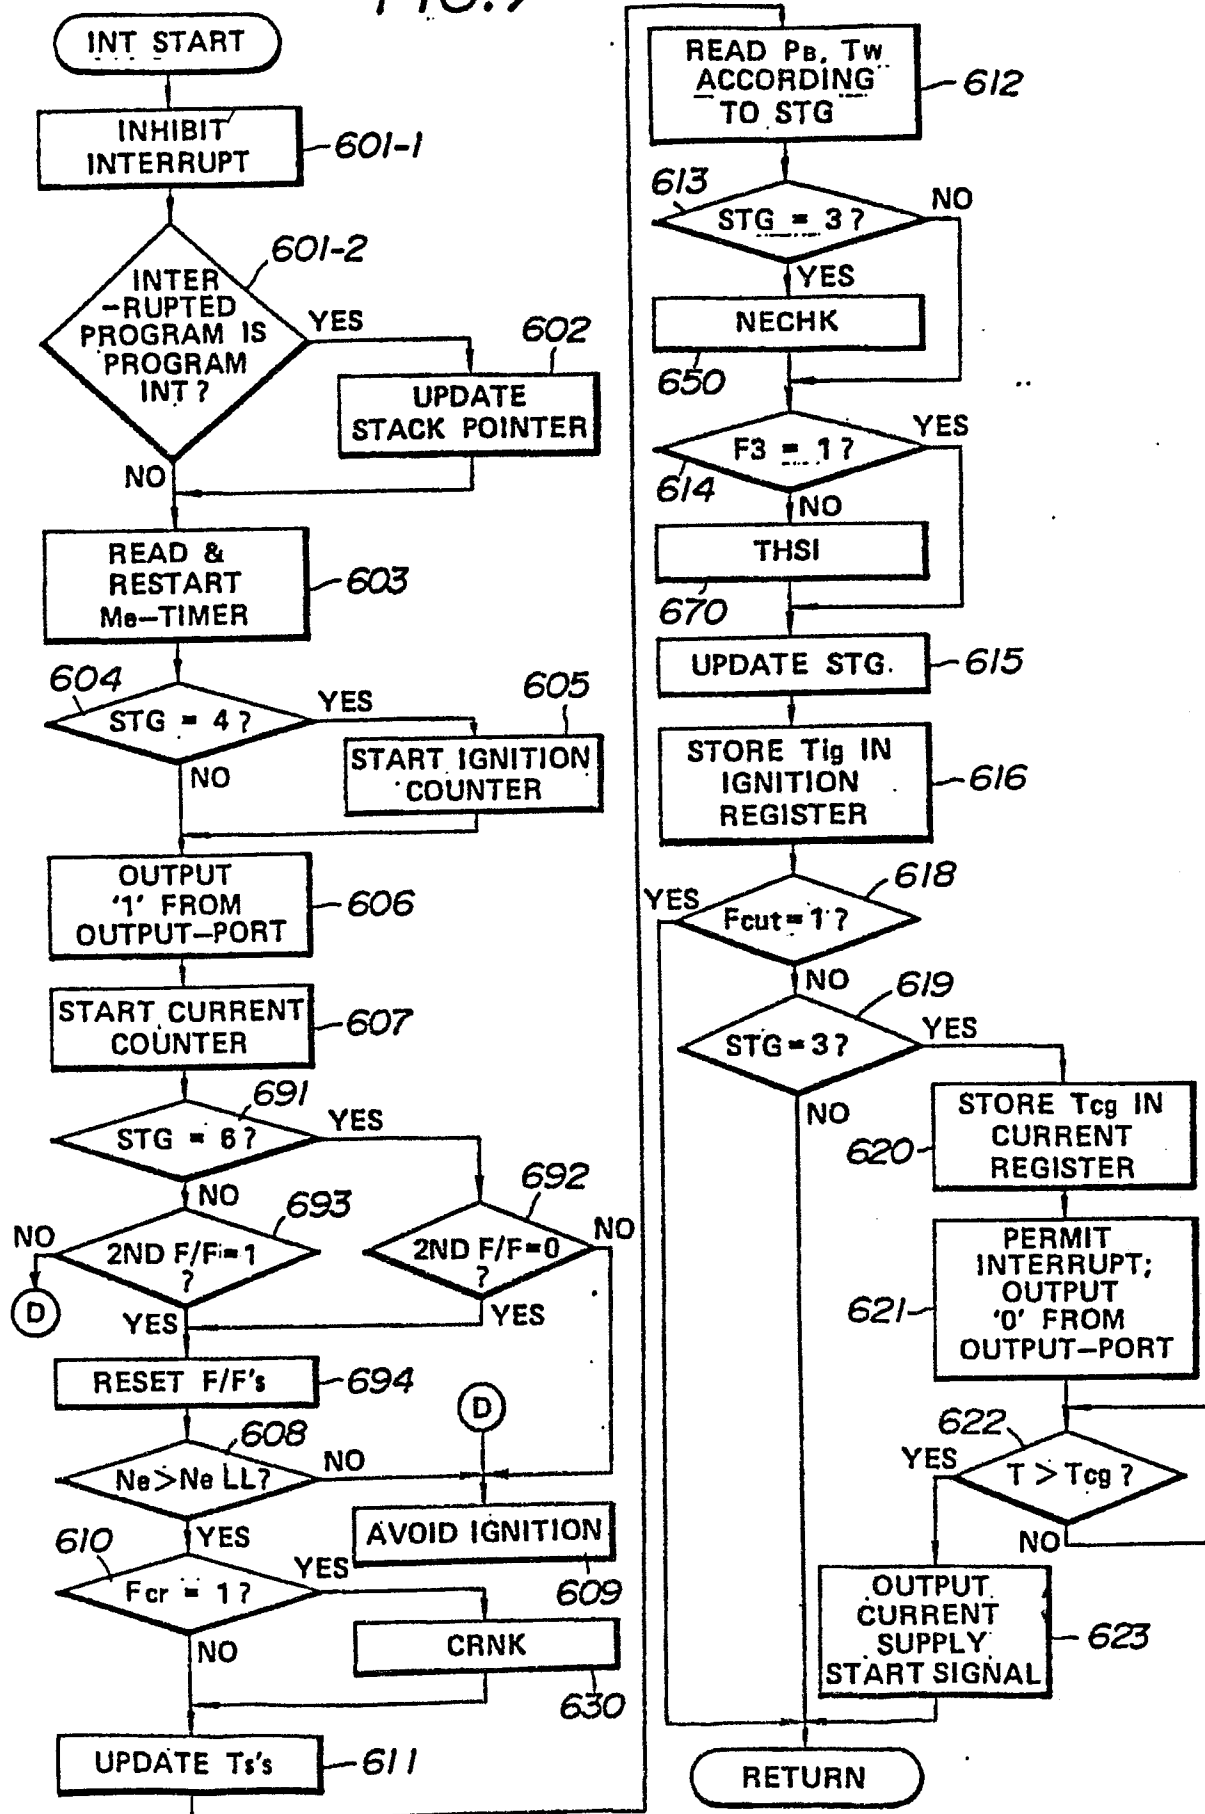 FIG. 7
INT START
INHIBIT
INTERRUPT
601-1
601-2
INTER
-RUPTED
PROGRAM IS
PROGRAM
INT ?
YES
NO
602
UPDATE
STACK POINTER
READ &
RESTART
Me-TIMER
603
604
STG = 4 ?
YES
NO
605
START IGNITION
COUNTER
OUTPUT
'1' FROM
OUTPUT-PORT
606
START CURRENT
COUNTER
607
691
STG = 6 ?
YES
NO
692
2ND F/F=0
?
NO
YES
693
2ND F/F=1
?
NO
D
YES
RESET F/F's
694
608
Ne>Ne LL?
NO
YES
D
AVOID IGNITION
609
610
Fcr = 1 ?
YES
NO
CRNK
630
UPDATE Ts's
611
READ PB, TW
ACCORDING
TO STG
612
613
STG = 3 ?
NO
YES
NECHK
650
F3 = 1 ?
614
YES
NO
THSI
670
UPDATE STG.
615
STORE Tig IN
IGNITION
REGISTER
616
618
Fcut = 1 ?
YES
NO
619
STG = 3 ?
YES
NO
STORE Tcg IN
CURRENT
REGISTER
620
PERMIT
INTERRUPT;
OUTPUT
'0' FROM
OUTPUT-PORT
621
622
T > Tcg ?
YES
NO
OUTPUT
CURRENT
SUPPLY
START SIGNAL
623
RETURN